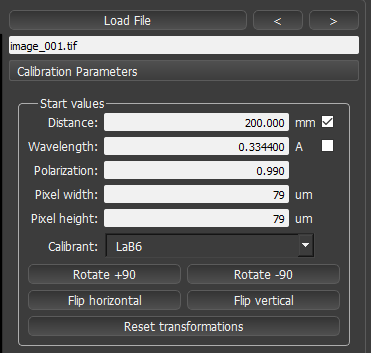 Load File < >
image_001.tif
Calibration Parameters
Start values
Distance: 200.000 mm
Wavelength: 0.334400 A
Polarization: 0.990
Pixel width: 79 um
Pixel height: 79 um
Calibrant: LaB6
Rotate +90 Rotate -90
Flip horizontal Flip vertical
Reset transformations